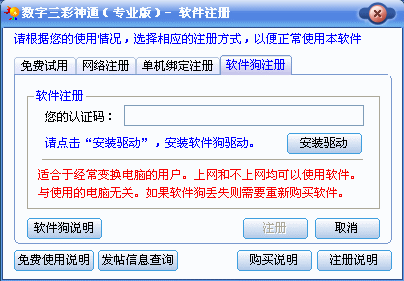 数字三彩神通（专业版）- 软件注册
请根据您的使用情况，选择相应的注册方式，以便正常使用本软件
免费试用 网络注册 单机绑定注册 软件狗注册
软件注册
您的认证码：
请点击“安装驱动”，安装软件狗驱动。 安装驱动
适合于经常变换电脑的用户。上网和不上网均可以使用软件。
与使用的电脑无关。如果软件狗丢失则需要重新购买软件。
软件狗说明 注册 取消
免费使用说明 发帖信息查询 购买说明 注册说明